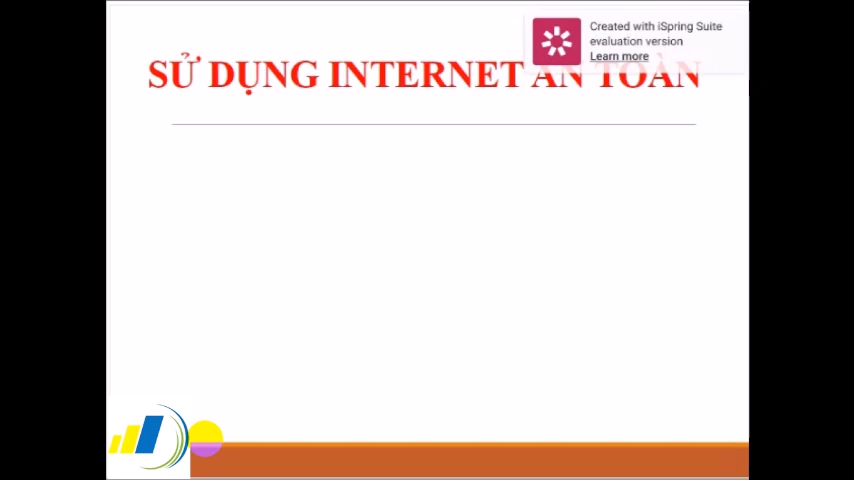 Created with iSpring Suite
evaluation version
Learn more
SỬ DỤNG INTERNET AN TOÀN